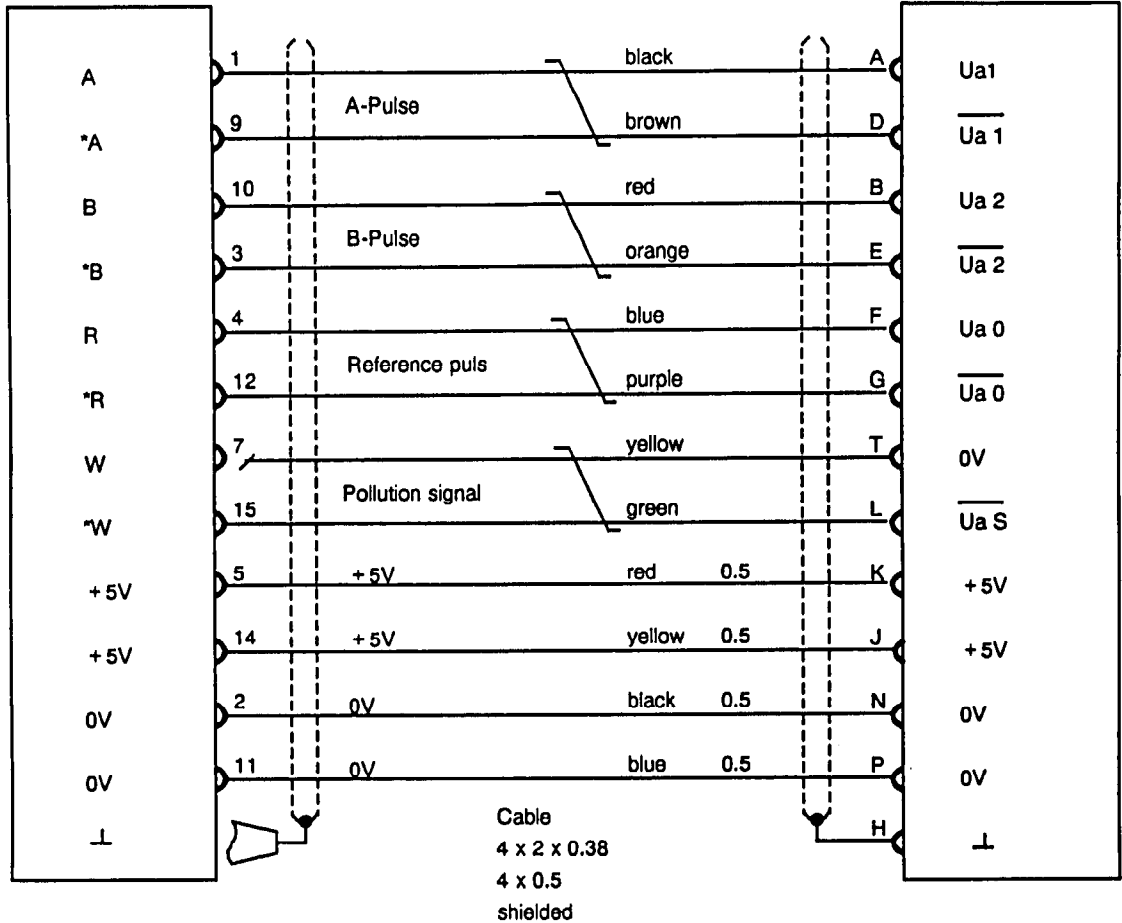 A 1 black A Ua1
A-Pulse
*A 9 brown D Ua 1
B 10 red B Ua 2
B-Pulse
*B 3 orange E Ua 2
R 4 blue F Ua 0
Reference puls
*R 12 purple G Ua 0
W 7 yellow T 0V
Pollution signal
*W 15 green L Ua S
+5V 5 +5V red 0.5 K +5V
+5V 14 +5V yellow 0.5 J +5V
0V 2 0V black 0.5 N 0V
0V 11 0V blue 0.5 P 0V
H
Cable
4 x 2 x 0.38
4 x 0.5
shielded